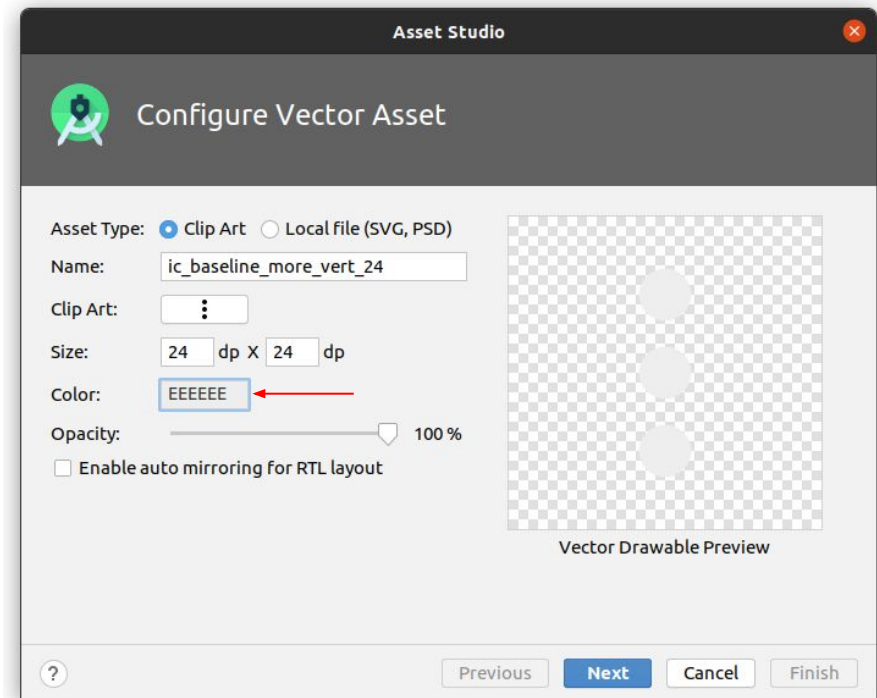 Asset Studio
Configure Vector Asset
Asset Type: Clip Art Local file (SVG, PSD)
Name: ic_baseline_more_vert_24
Clip Art:
Size: 24 dp X 24 dp
Color: EEEEEE
Opacity: 100 %
Enable auto mirroring for RTL layout
Vector Drawable Preview
? Previous Next Cancel Finish